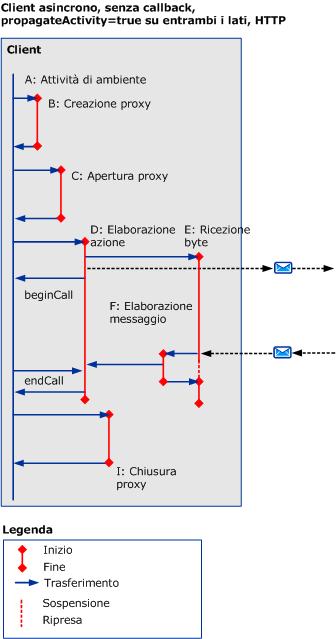 Client asincrono, senza callback,
propagateActivity=true su entrambi i lati, HTTP
Client
A: Attività di ambiente
B: Creazione proxy
C: Apertura proxy
D: Elaborazione
azione
E: Ricezione
byte
beginCall
F: Elaborazione
messaggio
endCall
I: Chiusura
proxy
Legenda
Inizio
Fine
Trasferimento
Sospensione
Ripresa